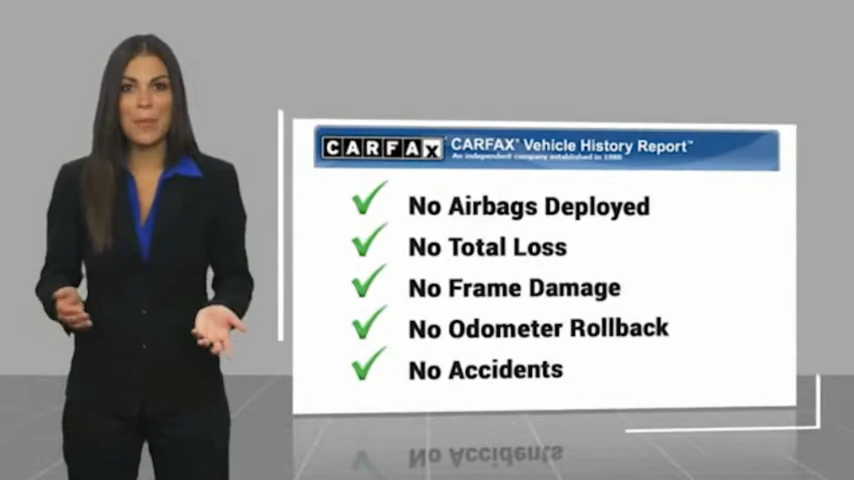 CARFAX CARFAX™ Vehicle History Report™
An independent company established in 1986
No Airbags Deployed
No Total Loss
No Frame Damage
No Odometer Rollback
No Accidents
No Accidents